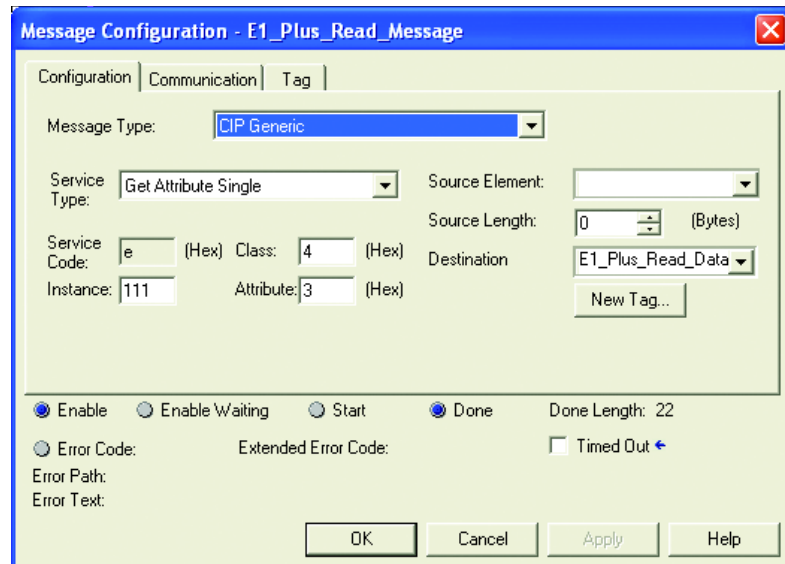 Message Configuration - E1_Plus_Read_Message
Configuration Communication Tag
Message Type: CIP Generic
Service Type: Get Attribute Single
Source Element:
Source Length: 0 (Bytes)
Service Code: e (Hex) Class: 4 (Hex)
Destination E1_Plus_Read_Data
Instance: 111 Attribute: 3 (Hex)
New Tag...
Enable Enable Waiting Start Done Done Length: 22
Error Code: Extended Error Code: Timed Out
Error Path:
Error Text:
OK Cancel Apply Help